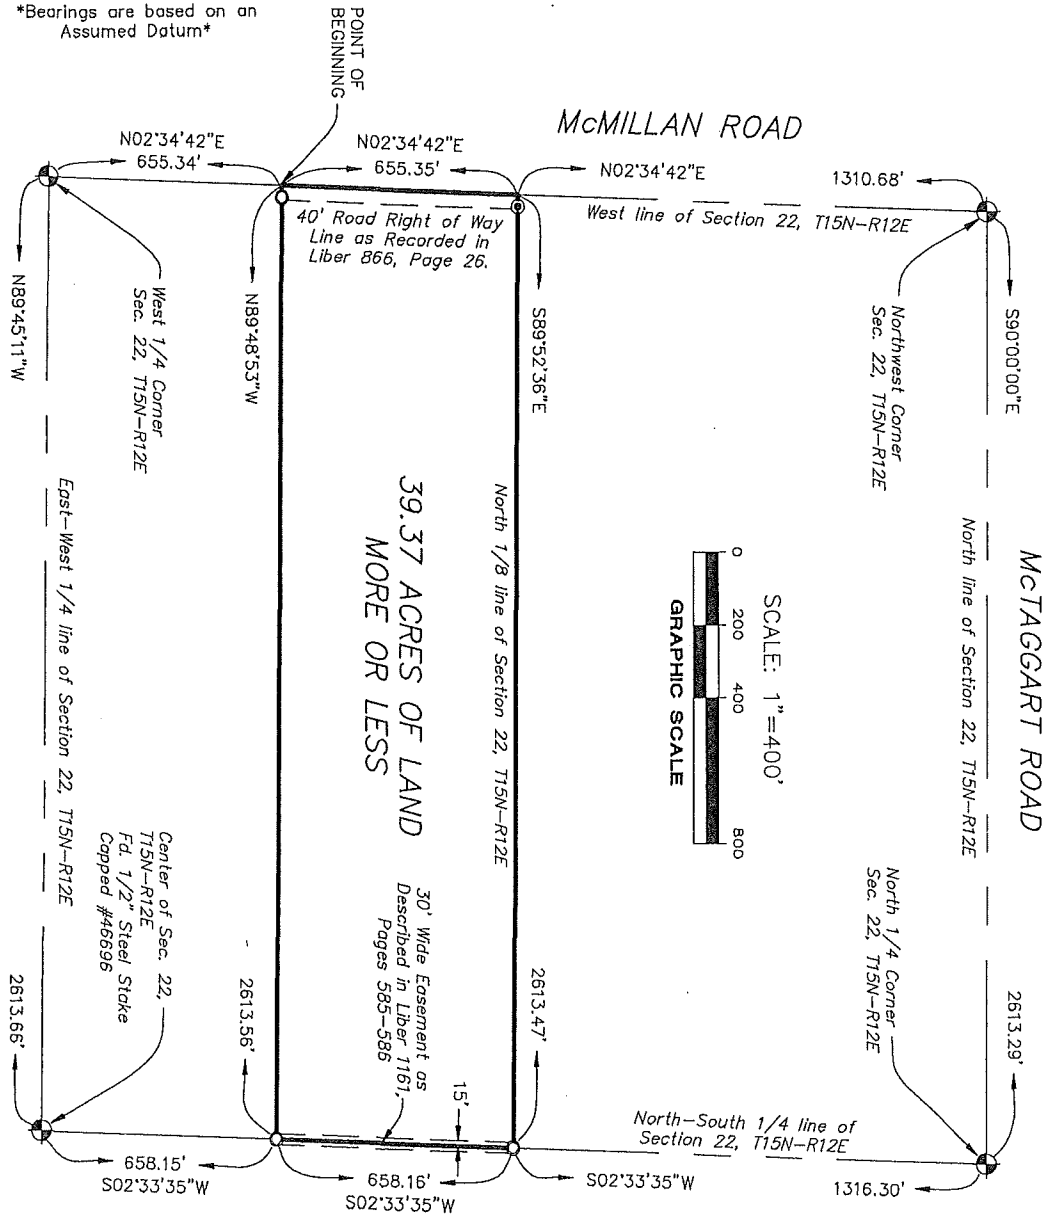 *Bearings are based on an
Assumed Datum*
POINT OF
BEGINNING
McMILLAN ROAD
N02°34'42"E
655.34'
N02°34'42"E
655.35'
N02°34'42"E
1310.68'
West line of Section 22, T15N-R12E
40' Road Right of Way
Line as Recorded in
Liber 866, Page 26.
N89°45'11"W
West 1/4 Corner
Sec. 22, T15N-R12E
N89°48'53"W
S89°52'36"E
Northwest Corner
Sec. 22, T15N-R12E
S90°00'00"E
McTAGGART ROAD
North line of Section 22, T15N-R12E
SCALE: 1"=400'
0 200 400 800
GRAPHIC SCALE
North 1/8 line of Section 22, T15N-R12E
39.37 ACRES OF LAND
MORE OR LESS
East-West 1/4 line of Section 22, T15N-R12E
Center of Sec. 22,
T15N-R12E
Fd. 1/2" Steel Stake
Capped #46696
30' Wide Easement as
Described in Liber 1161,
Pages 585-586
15'
North 1/4 Corner
Sec. 22, T15N-R12E
2613.66'
2613.56'
2613.47'
2613.29'
North-South 1/4 line of
Section 22, T15N-R12E
658.15'
S02°33'35"W
658.16'
S02°33'35"W
S02°33'35"W
1316.30'